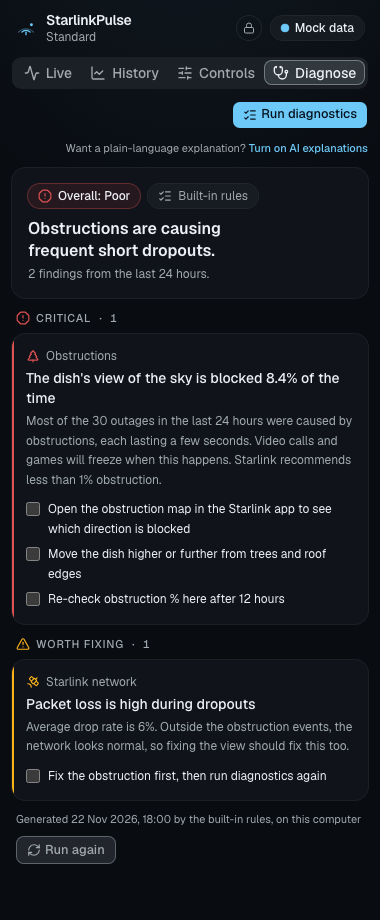 StarlinkPulse
Standard
Mock data
Live
History
Controls
Diagnose
Run diagnostics
Want a plain-language explanation? Turn on AI explanations
Overall: Poor
Built-in rules
Obstructions are causing
frequent short dropouts.
2 findings from the last 24 hours.
CRITICAL · 1
Obstructions
The dish's view of the sky is blocked 8.4% of the
time
Most of the 30 outages in the last 24 hours were caused by
obstructions, each lasting a few seconds. Video calls and
games will freeze when this happens. Starlink recommends
less than 1% obstruction.
Open the obstruction map in the Starlink app to see
which direction is blocked
Move the dish higher or further from trees and roof
edges
Re-check obstruction % here after 12 hours
WORTH FIXING · 1
Starlink network
Packet loss is high during dropouts
Average drop rate is 6%. Outside the obstruction events, the
network looks normal, so fixing the view should fix this too.
Fix the obstruction first, then run diagnostics again
Generated 22 Nov 2026, 18:00 by the built-in rules, on this computer
Run again